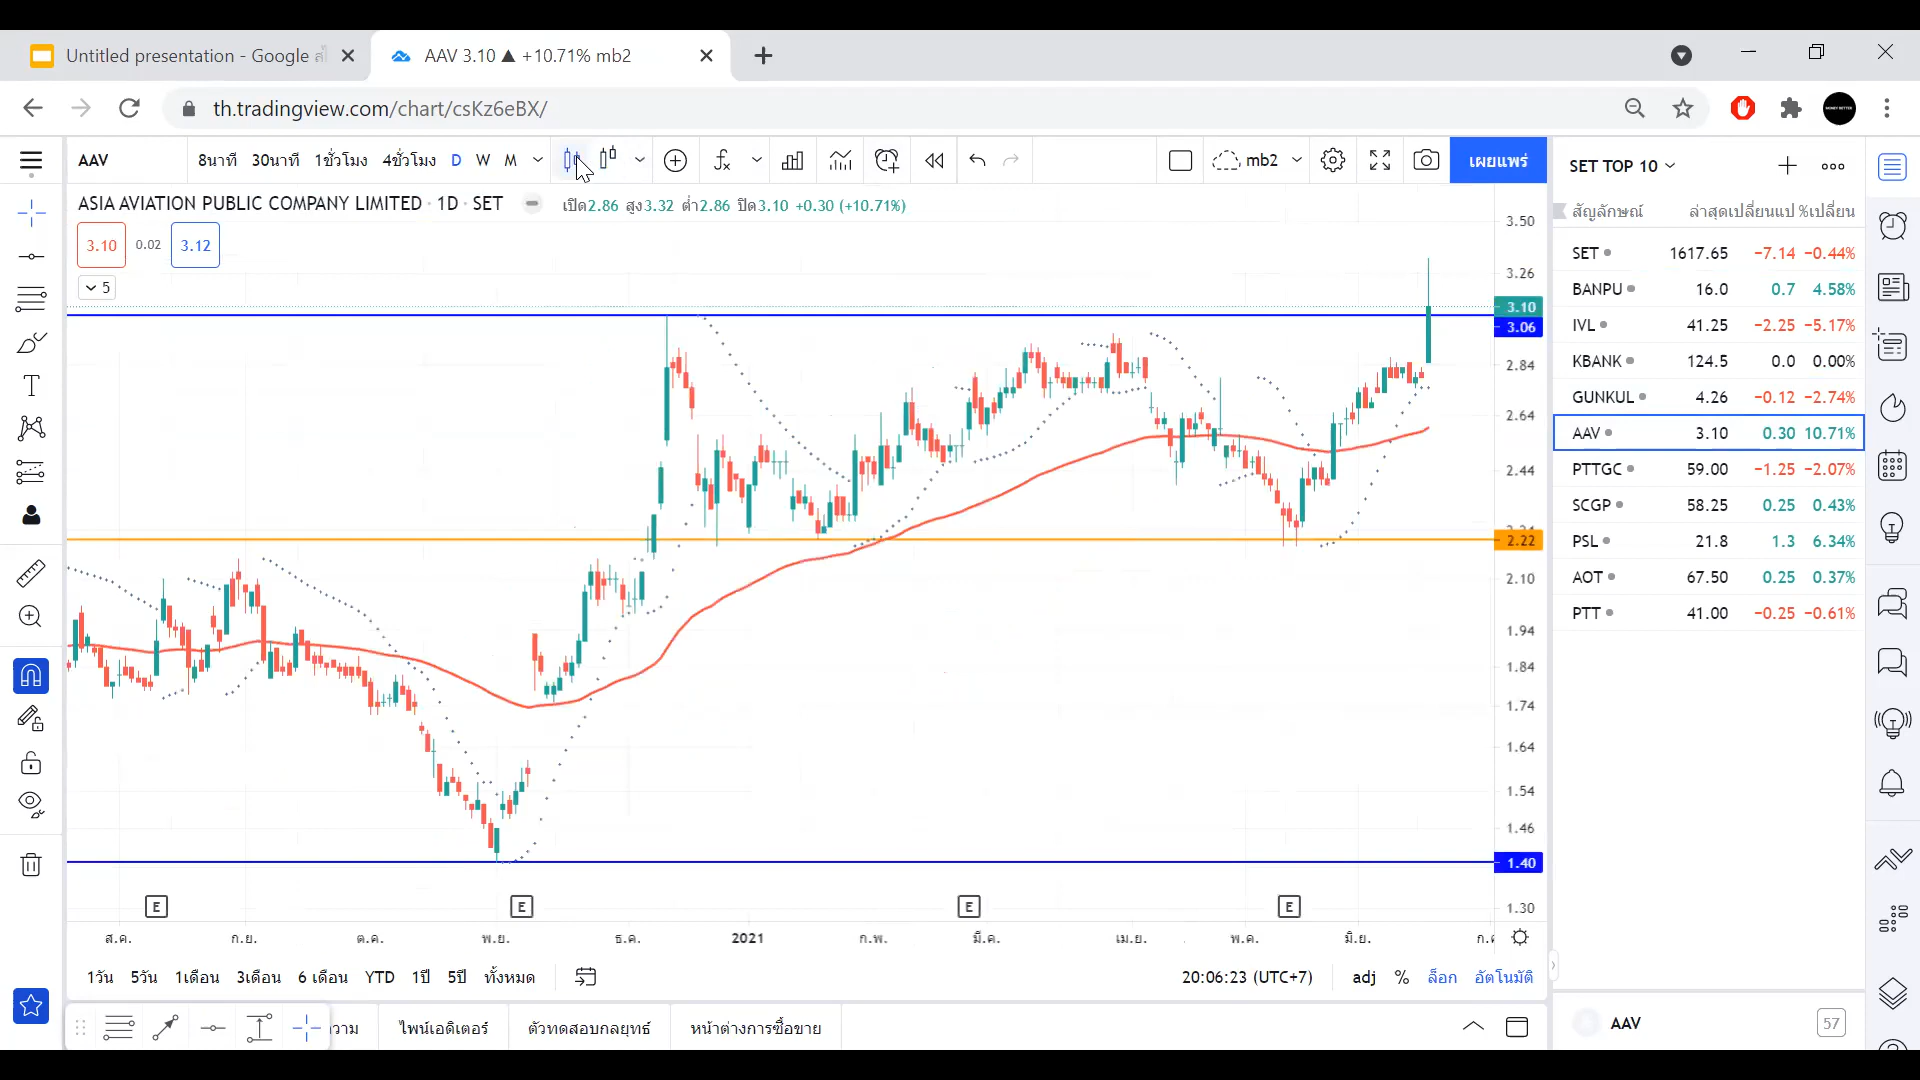 Untitled presentation - Google ส
AAV 3.10 ▲ +10.71% mb2
th.tradingview.com/chart/csKz6eBX/
AAV 8นาที 30นาที 1ชั่วโมง 4ชั่วโมง D W M mb2 เผยแพร่
SET TOP 10
ASIA AVIATION PUBLIC COMPANY LIMITED · 1D · SET เปิด2.86 สูง3.32 ต่ำ2.86 ปิด3.10 +0.30 (+10.71%)
3.10 0.02 3.12
5
สัญลักษณ์ ล่าสุด เปลี่ยนแป %เปลี่ยน
SET 1617.65 −7.14 −0.44%
BANPU 16.0 0.7 4.58%
IVL 41.25 −2.25 −5.17%
KBANK 124.5 0.0 0.00%
GUNKUL 4.26 −0.12 −2.74%
AAV 3.10 0.30 10.71%
PTTGC 59.00 −1.25 −2.07%
SCGP 58.25 0.25 0.43%
PSL 21.8 1.3 6.34%
AOT 67.50 0.25 0.37%
PTT 41.00 −0.25 −0.61%
3.50
3.26
3.10
3.06
2.84
2.64
2.44
2.24
2.22
2.10
1.94
1.84
1.74
1.64
1.54
1.46
1.40
1.30
E E E E
ส.ค. ก.ย. ต.ค. พ.ย. ธ.ค. 2021 ก.พ. มี.ค. เม.ย. พ.ค. มิ.ย. ก.
1วัน 5วัน 1เดือน 3เดือน 6 เดือน YTD 1ปี 5ปี ทั้งหมด 20:06:23 (UTC+7) adj % ล็อก อัตโนมัติ
วาม ไพน์เอดิเตอร์ ตัวทดสอบกลยุทธ์ หน้าต่างการซื้อขาย
AAV 57